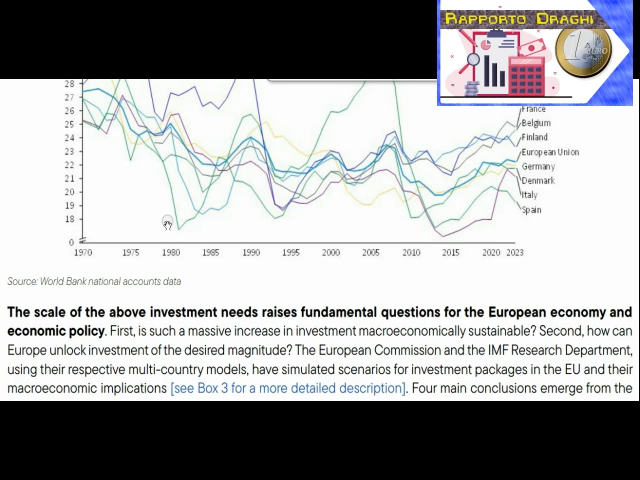 RAPPORTO DRAGHI
28
27
26
25
24
23
22
21
20
19
18
0
1970 1975 1980 1985 1990 1995 2000 2005 2010 2015 2020 2023
France
Belgium
Finland
European Union
Germany
Denmark
Italy
Spain
Source: World Bank national accounts data
The scale of the above investment needs raises fundamental questions for the European economy and
economic policy. First, is such a massive increase in investment macroeconomically sustainable? Second, how can
Europe unlock investment of the desired magnitude? The European Commission and the IMF Research Department,
using their respective multi-country models, have simulated scenarios for investment packages in the EU and their
macroeconomic implications [see Box 3 for a more detailed description]. Four main conclusions emerge from the